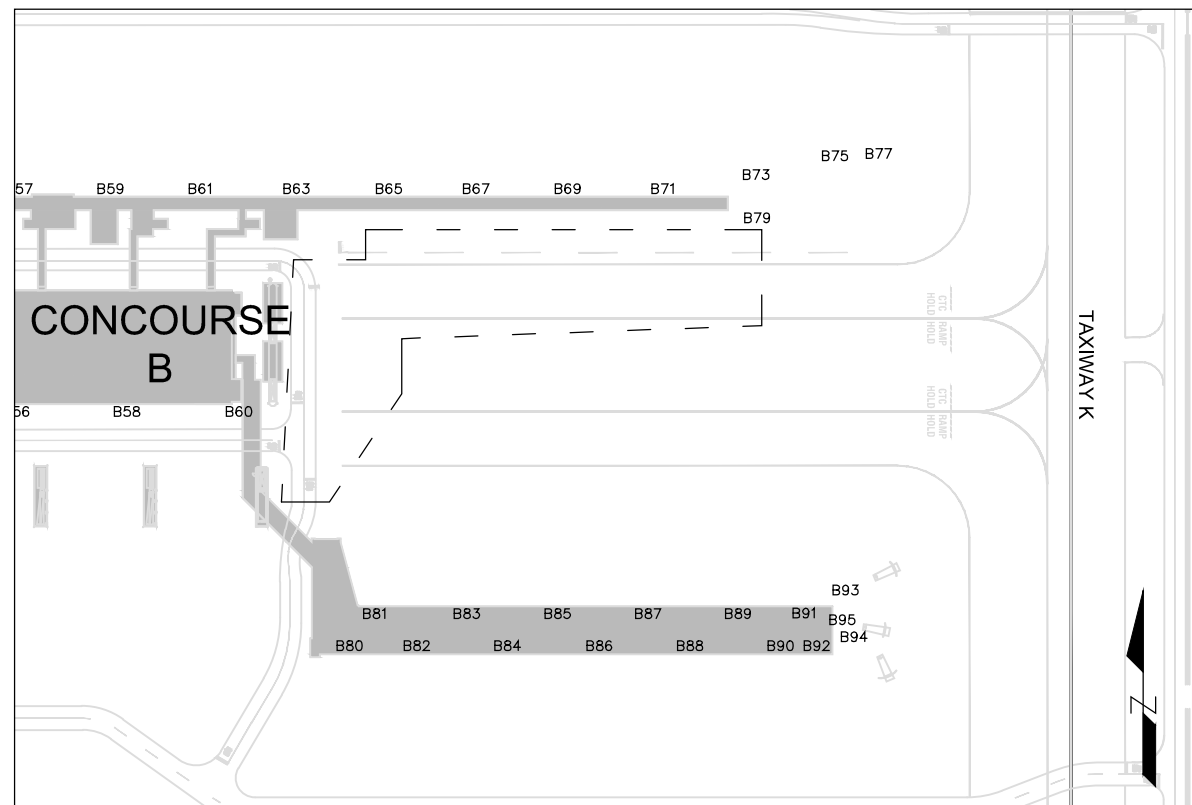 B75 B77
B73
57 B59 B61 B63 B65 B67 B69 B71
B79
CONCOURSE
B
CTC RAMP
HOLD HOLD
TAXIWAY K
CTC RAMP
HOLD HOLD
56 B58 B60
B93
B81 B83 B85 B87 B89 B91
B95
B94
B80 B82 B84 B86 B88 B90 B92
Z